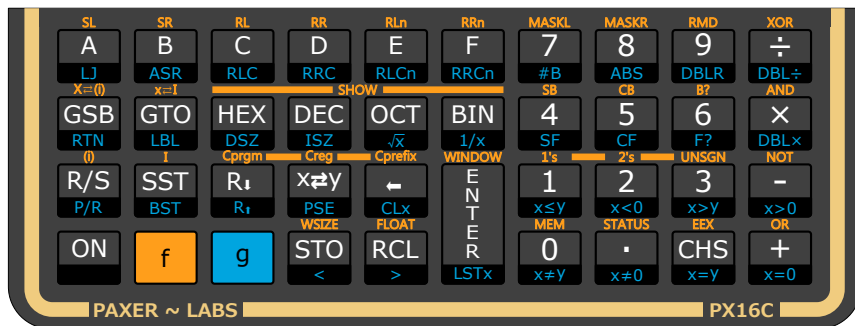 SL SR RL RR RLn RRn MASKL MASKR RMD XOR
A B C D E F 7 8 9 ÷
LJ ASR RLC RRC RLCn RRCn #B ABS DBLR DBL÷
X⇌(i) x⇌I SHOW SB CB B? AND
GSB GTO HEX DEC OCT BIN 4 5 6 ×
RTN LBL DSZ ISZ √x 1/x SF CF F? DBL×
(i) I Cprgm Creg Cprefix WINDOW 1's 2's UNSGN NOT
R/S SST R⬇ x⇄y ⬅ ENTER 1 2 3 -
P/R BST R⬆ PSE CLx x≤y x<0 x>y x>0
WSIZE FLOAT MEM STATUS EEX OR
ON f g STO RCL 0 · CHS +
< > LSTx x≠y x≠0 x=y x=0
PAXER ~ LABS PX16C